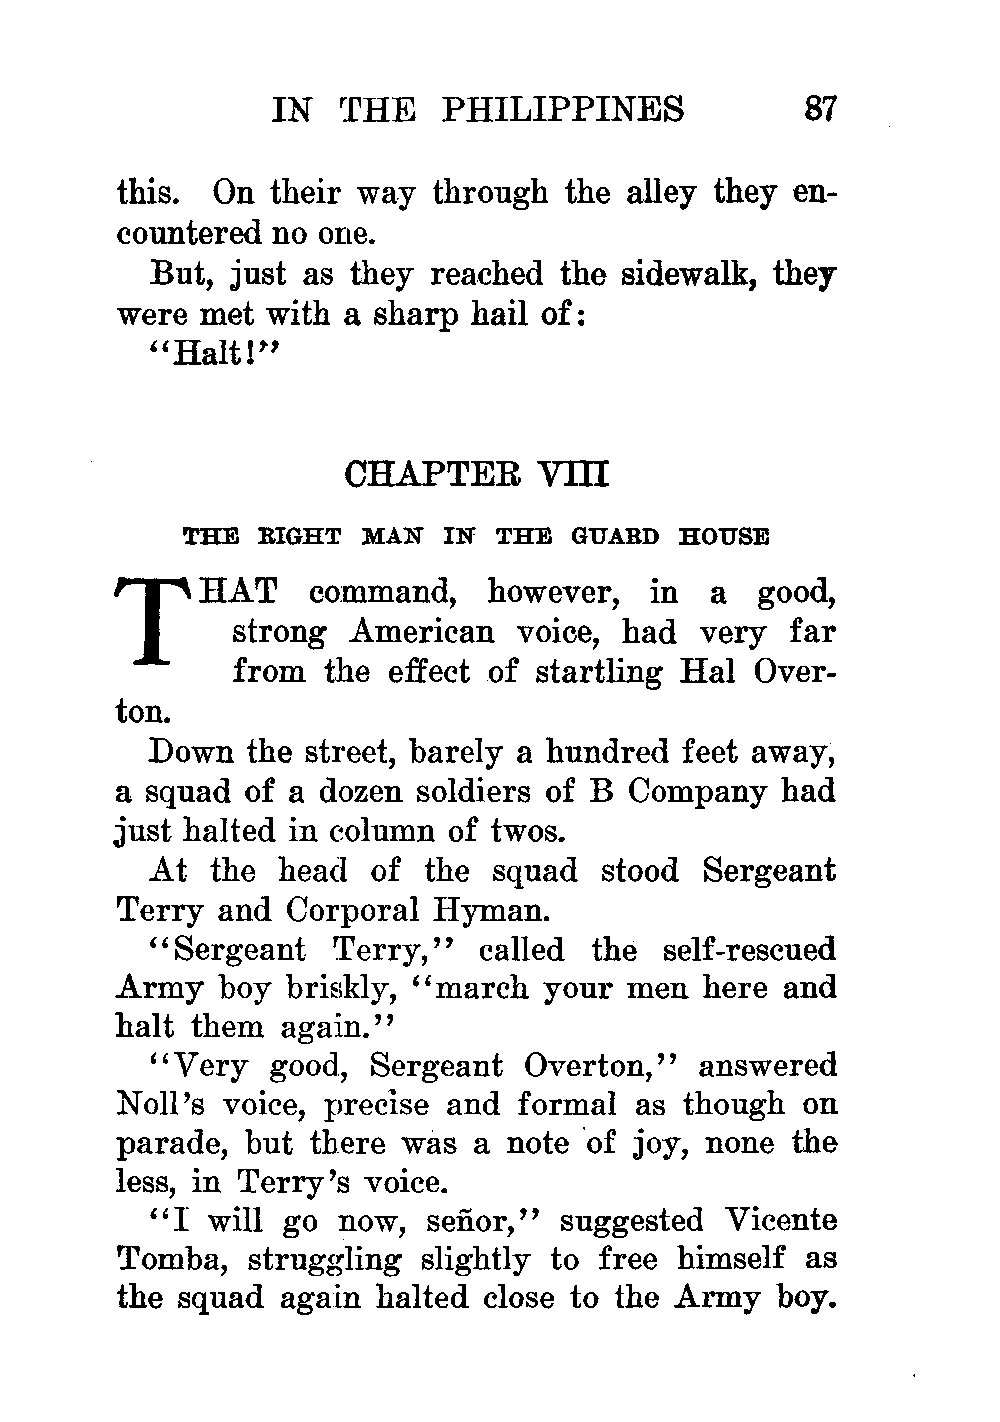 IN THE PHILIPPINES 87
this. On their way through the alley they en-
countered no one.
But, just as they reached the sidewalk, they
were met with a sharp hail of:
“Halt!”
CHAPTER VIII
THE RIGHT MAN IN THE GUARD HOUSE
THAT command, however, in a good,
strong American voice, had very far
from the effect of startling Hal Over-
ton.
Down the street, barely a hundred feet away,
a squad of a dozen soldiers of B Company had
just halted in column of twos.
At the head of the squad stood Sergeant
Terry and Corporal Hyman.
“Sergeant Terry,” called the self-rescued
Army boy briskly, “march your men here and
halt them again.”
“Very good, Sergeant Overton,” answered
Noll’s voice, precise and formal as though on
parade, but there was a note of joy, none the
less, in Terry’s voice.
“I will go now, señor,” suggested Vicente
Tomba, struggling slightly to free himself as
the squad again halted close to the Army boy.